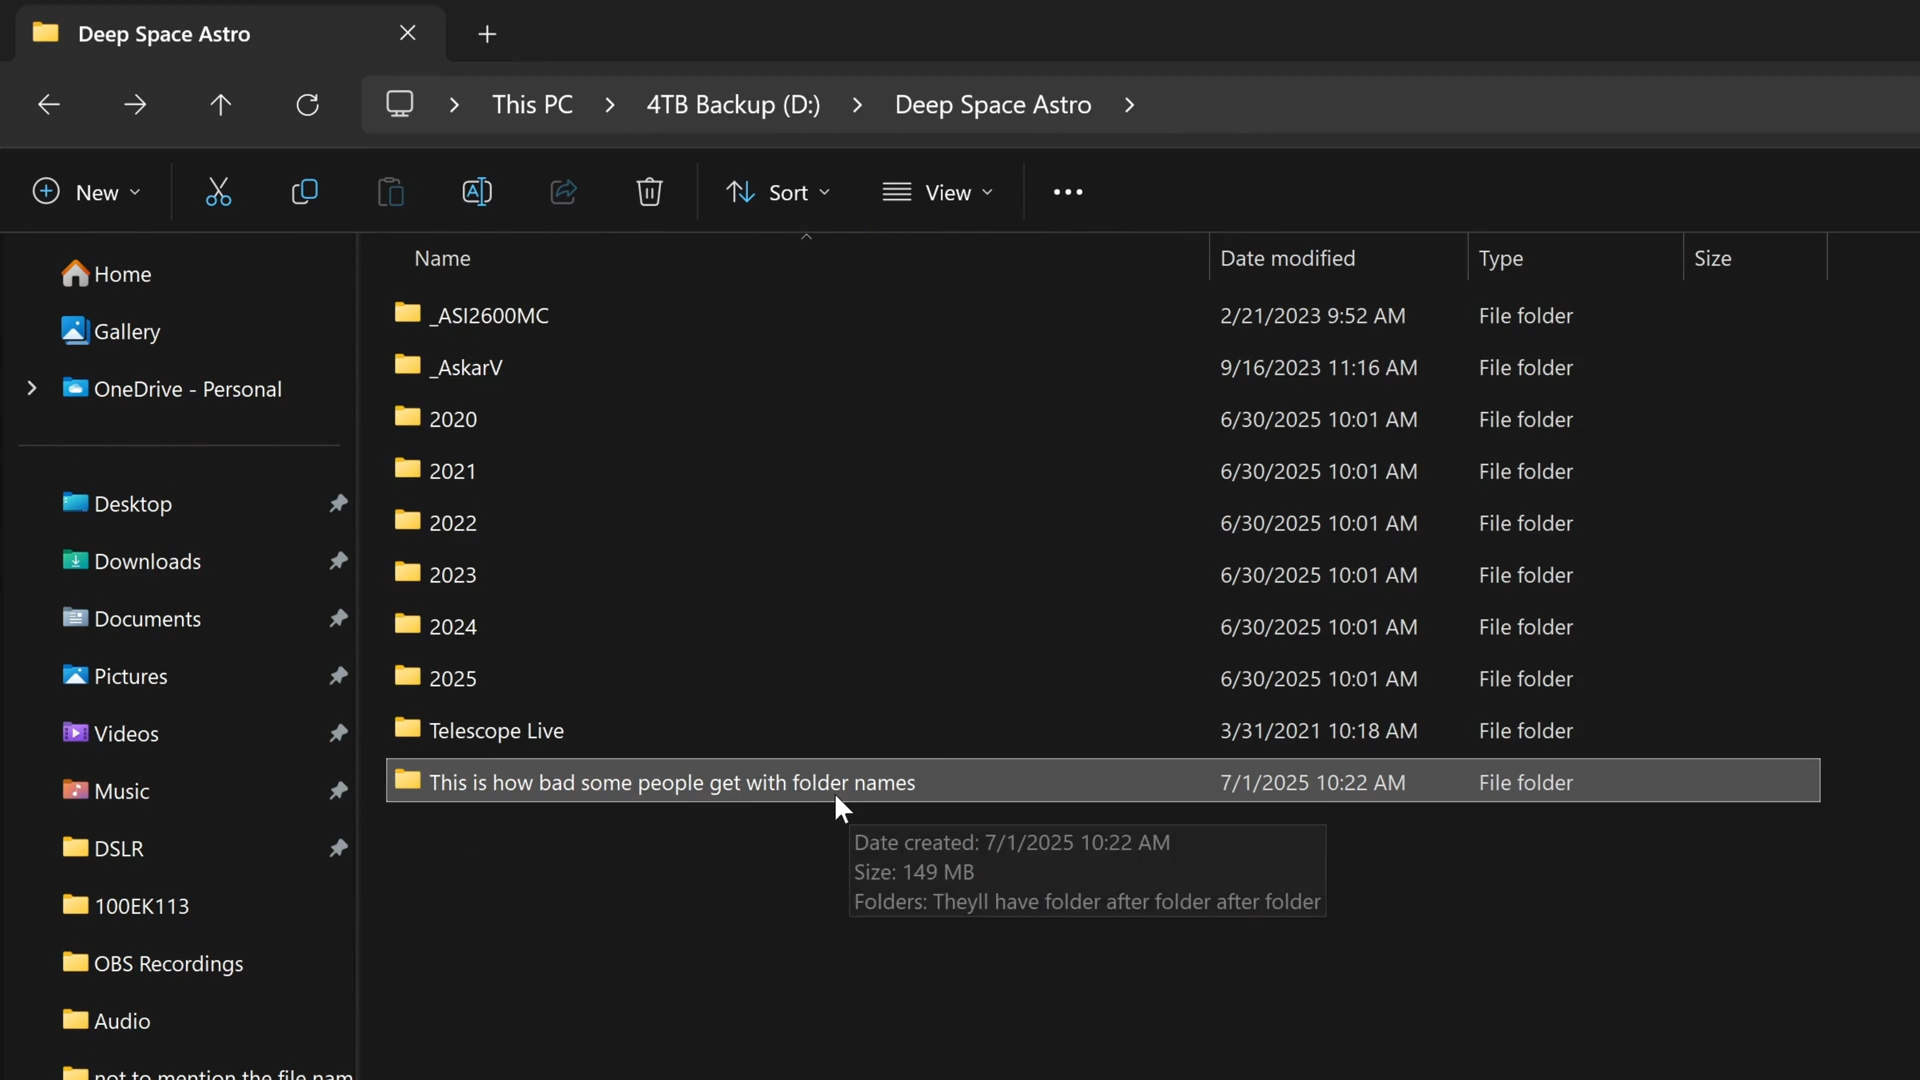 Deep Space Astro
This PC
4TB Backup (D:)
Deep Space Astro
New
Sort
View
Name
Date modified
Type
Size
Home
Gallery
OneDrive - Personal
Desktop
Downloads
Documents
Pictures
Videos
Music
DSLR
100EK113
OBS Recordings
Audio
not to mention the file nam
_ASI2600MC 2/21/2023 9:52 AM File folder
_AskarV 9/16/2023 11:16 AM File folder
2020 6/30/2025 10:01 AM File folder
2021 6/30/2025 10:01 AM File folder
2022 6/30/2025 10:01 AM File folder
2023 6/30/2025 10:01 AM File folder
2024 6/30/2025 10:01 AM File folder
2025 6/30/2025 10:01 AM File folder
Telescope Live 3/31/2021 10:18 AM File folder
This is how bad some people get with folder names 7/1/2025 10:22 AM File folder
Date created: 7/1/2025 10:22 AM
Size: 149 MB
Folders: Theyll have folder after folder after folder